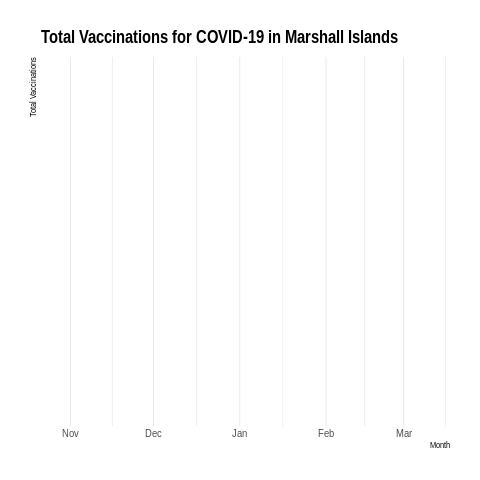 Total Vaccinations for COVID-19 in Marshall Islands
Total Vaccinations
Nov Dec Jan Feb Mar
Month